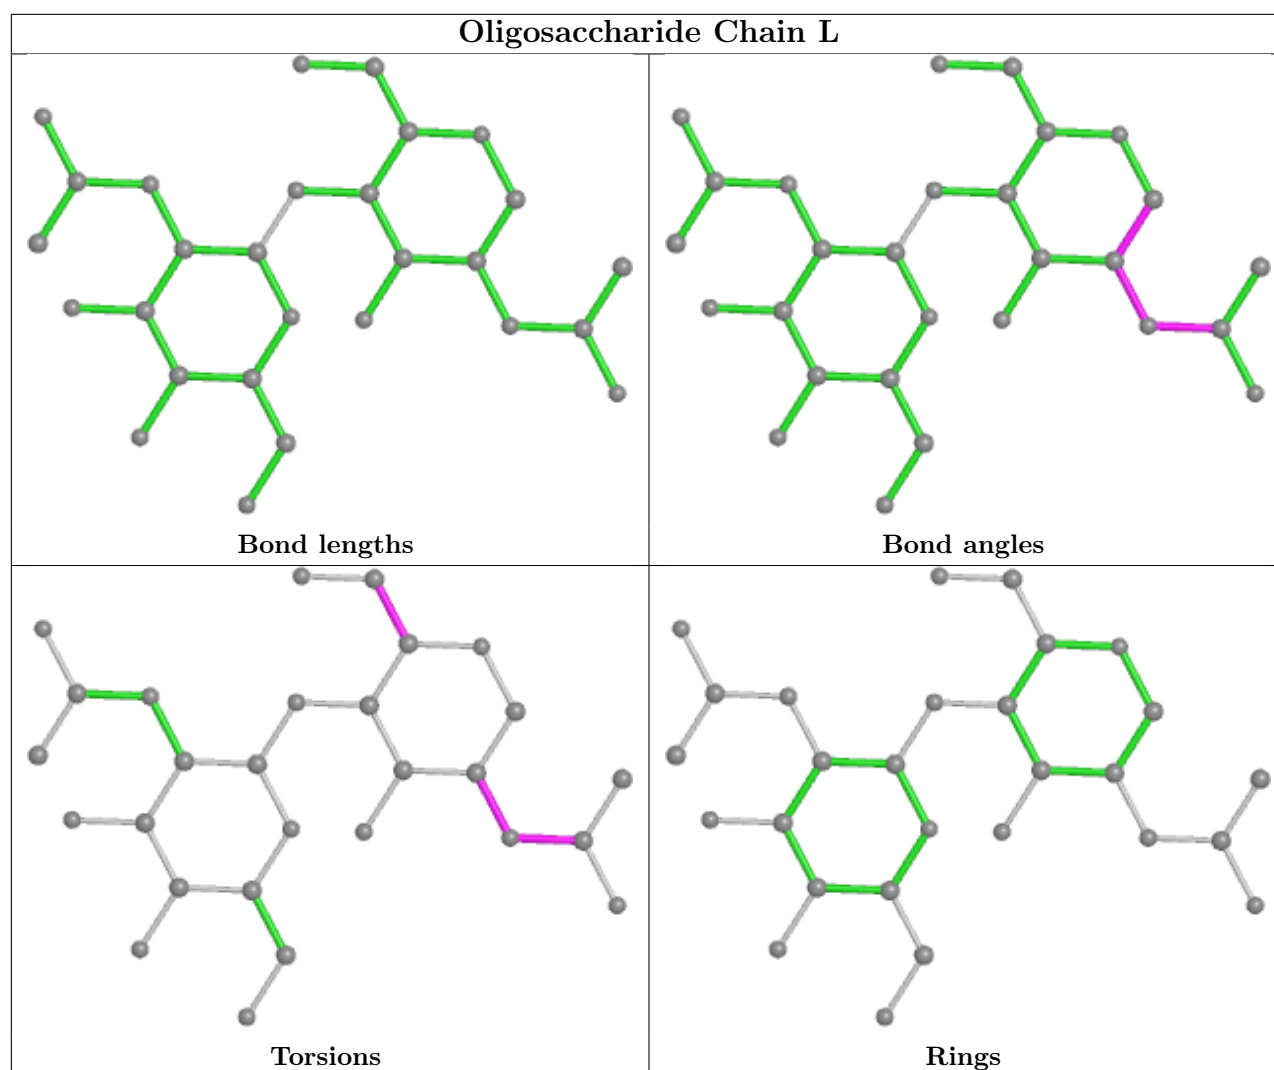 Oligosaccharide Chain L
Bond lengths
Bond angles
Torsions
Rings